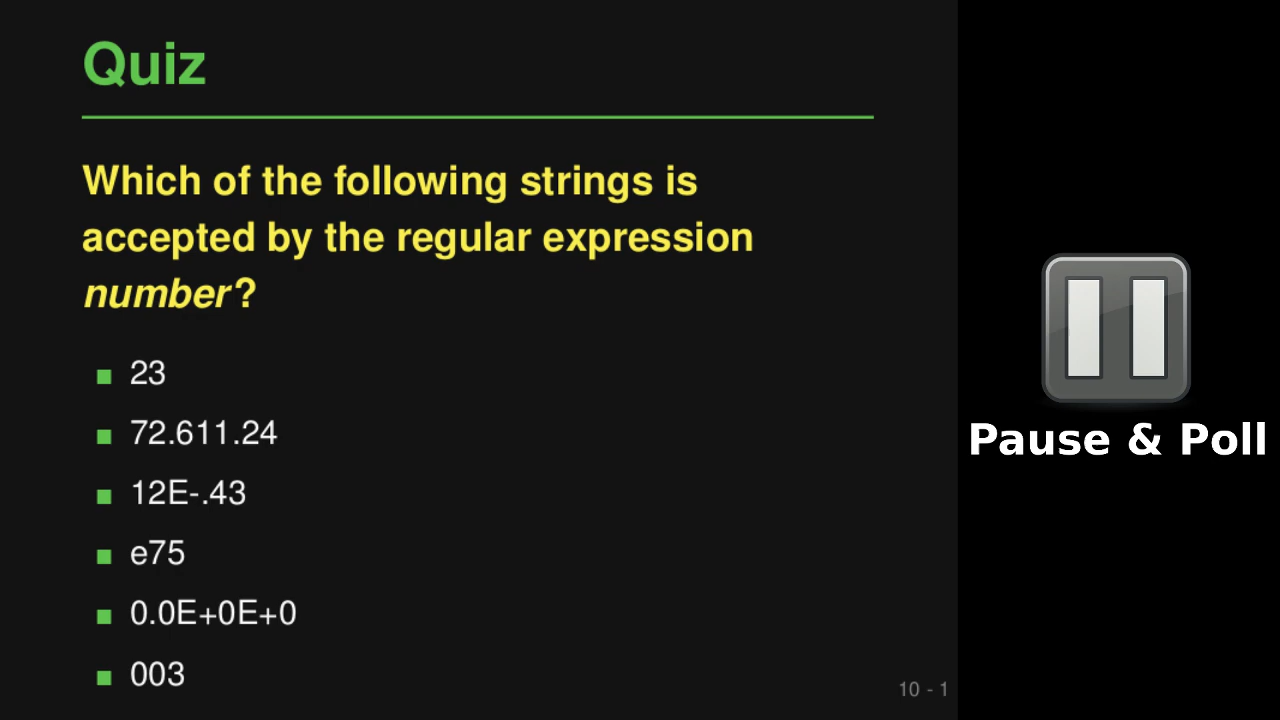 Quiz
Which of the following strings is
accepted by the regular expression
number?
23
72.611.24
12E-.43
e75
0.0E+0E+0
003
10 - 1
Pause & Poll